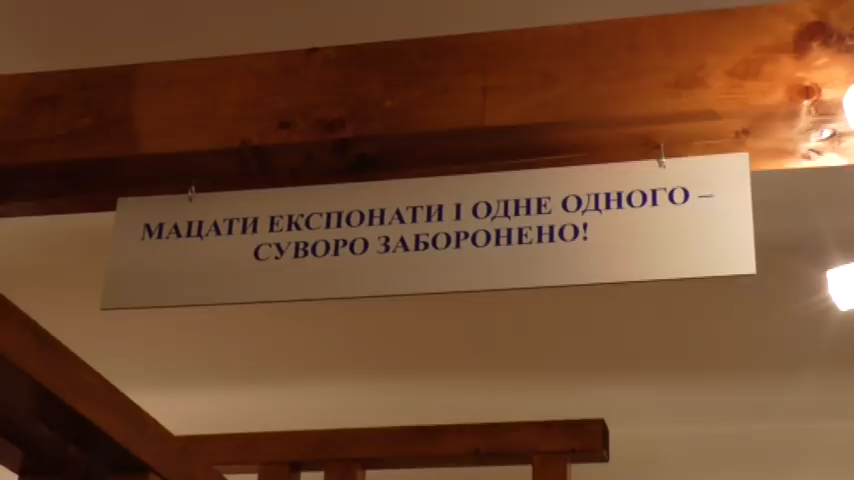 МАЦАТИ ЕКСПОНАТИ І ОДНЕ ОДНОГО –
СУВОРО ЗАБОРОНЕНО!